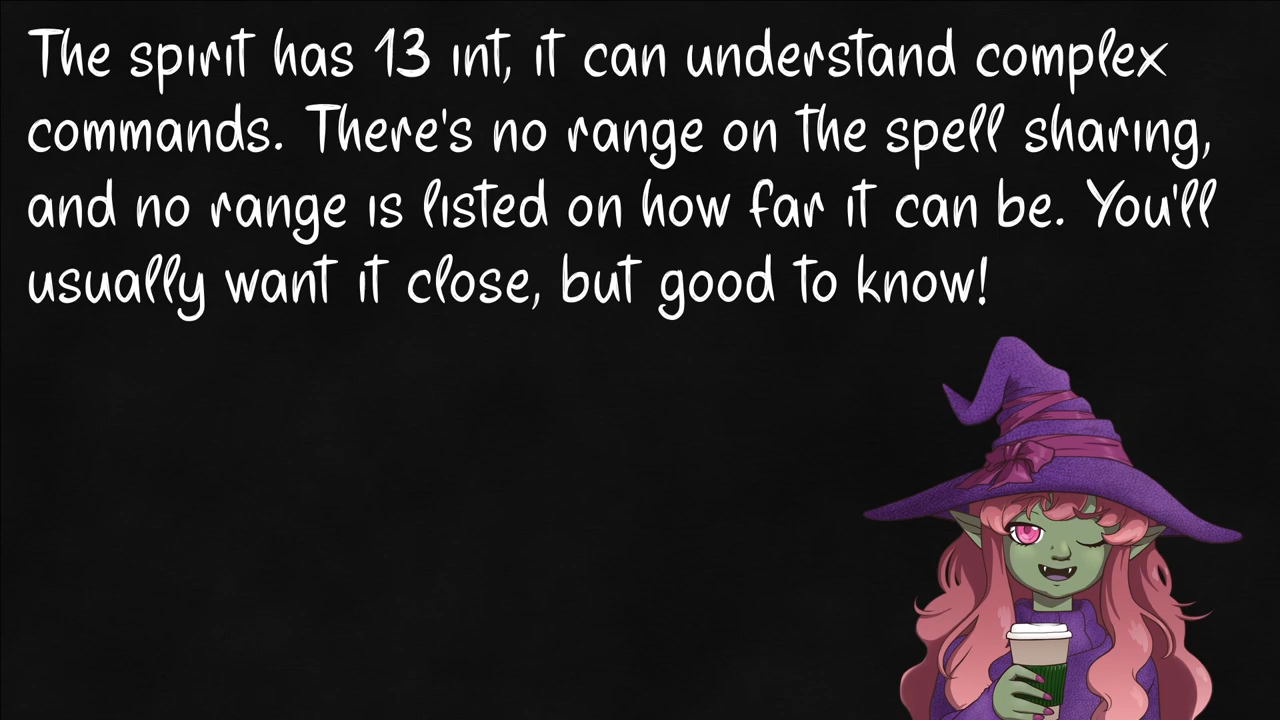 The spirit has 13 int, it can understand complex
commands. There's no range on the spell sharing,
and no range is listed on how far it can be. You'll
usually want it close, but good to know!